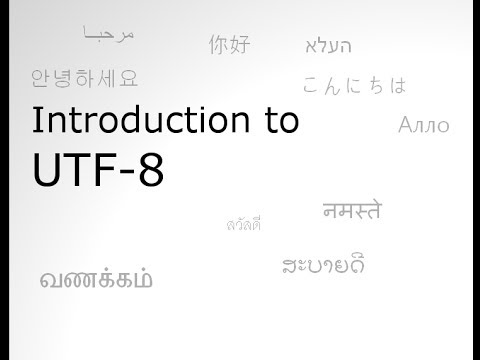 مرحبــا
你好
העלא
안녕하세요
こんにちは
Introduction to
Алло
UTF-8
नमस्ते
สวัสดี
ສະບາຍດີ
வணக்கம்